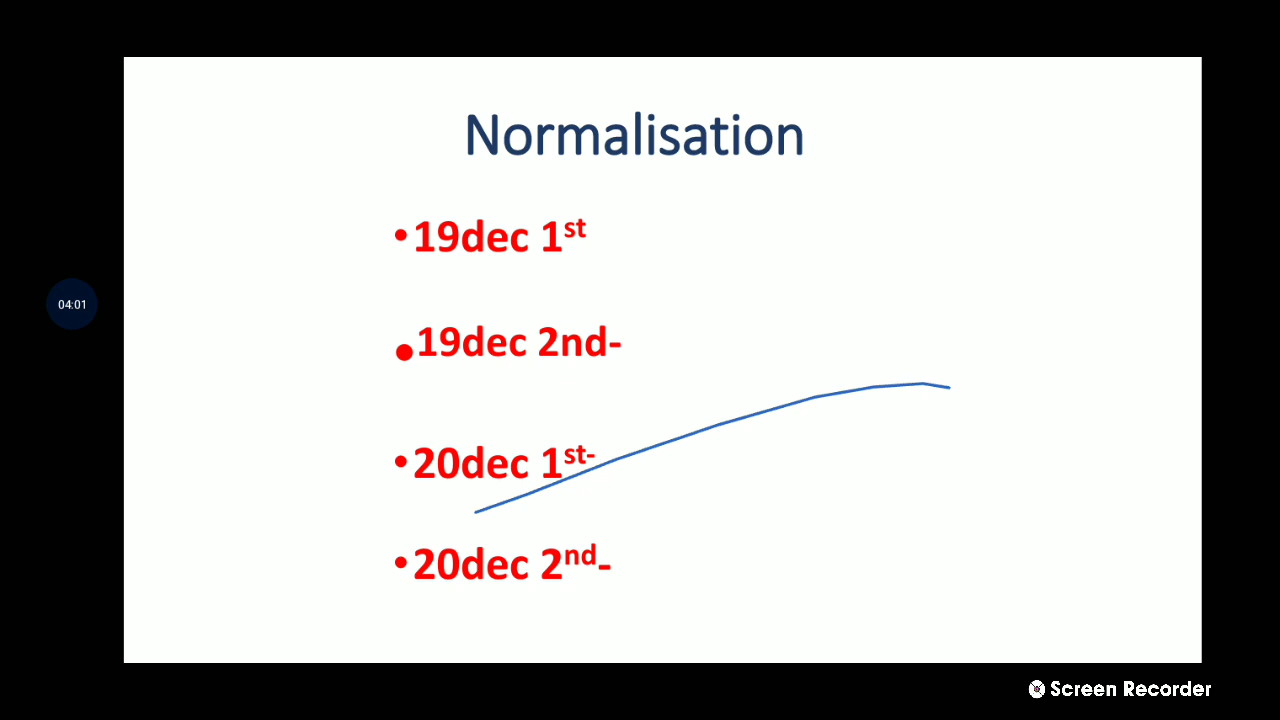 Normalisation
•19dec 1st
•19dec 2nd-
04:01
•20dec 1st-
•20dec 2nd-
Screen Recorder